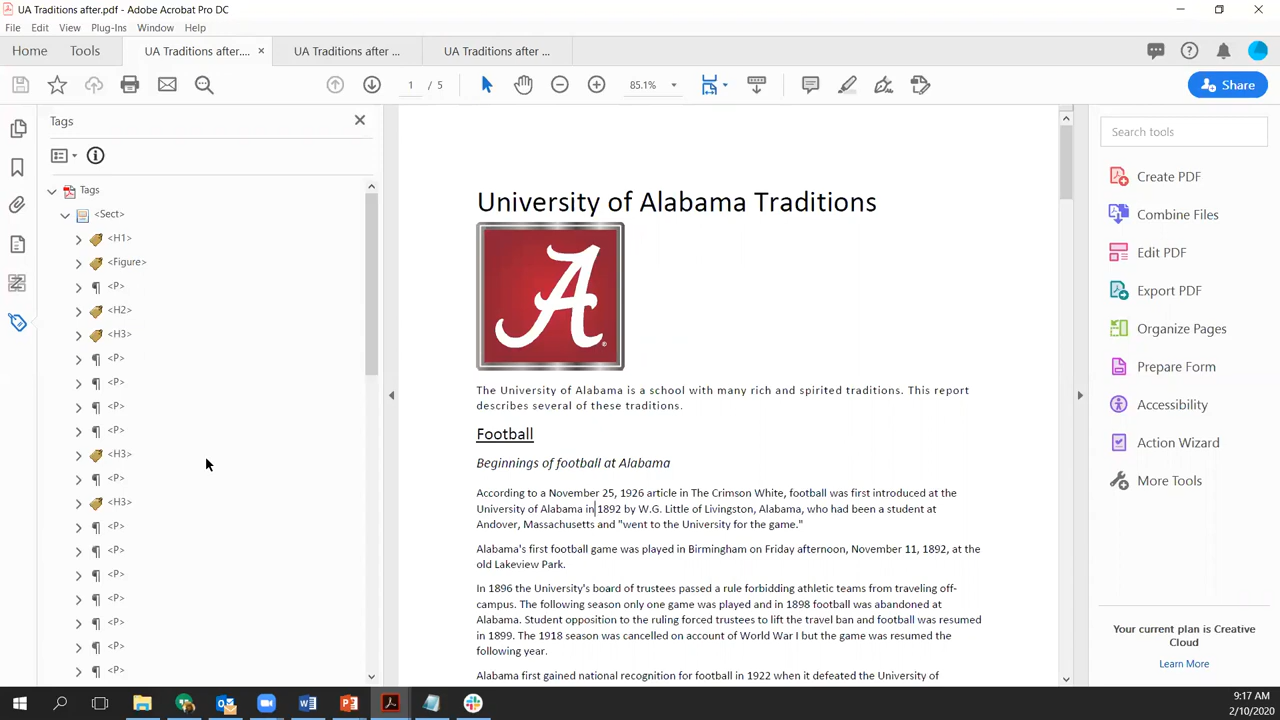 UA Traditions after.pdf - Adobe Acrobat Pro DC
File Edit View Plug-Ins Window Help
Home Tools UA Traditions after.... × UA Traditions after ... UA Traditions after ...
1 / 5 85.1% Share
Tags
Tags
<Sect>
<H1>
<Figure>
<P>
<H2>
<H3>
<P>
<P>
<P>
<P>
<H3>
<P>
<H3>
<P>
<P>
<P>
<P>
<P>
<P>
<P>
University of Alabama Traditions
A
The University of Alabama is a school with many rich and spirited traditions. This report
describes several of these traditions.
Football
Beginnings of football at Alabama
According to a November 25, 1926 article in The Crimson White, football was first introduced at the
University of Alabama in 1892 by W.G. Little of Livingston, Alabama, who had been a student at
Andover, Massachusetts and "went to the University for the game."
Alabama's first football game was played in Birmingham on Friday afternoon, November 11, 1892, at the
old Lakeview Park.
In 1896 the University's board of trustees passed a rule forbidding athletic teams from traveling off-
campus. The following season only one game was played and in 1898 football was abandoned at
Alabama. Student opposition to the ruling forced trustees to lift the travel ban and football was resumed
in 1899. The 1918 season was cancelled on account of World War I but the game was resumed the
following year.
Alabama first gained national recognition for football in 1922 when it defeated the University of
Search tools
Create PDF
Combine Files
Edit PDF
Export PDF
Organize Pages
Prepare Form
Accessibility
Action Wizard
More Tools
Your current plan is Creative
Cloud
Learn More
9:17 AM
2/10/2020